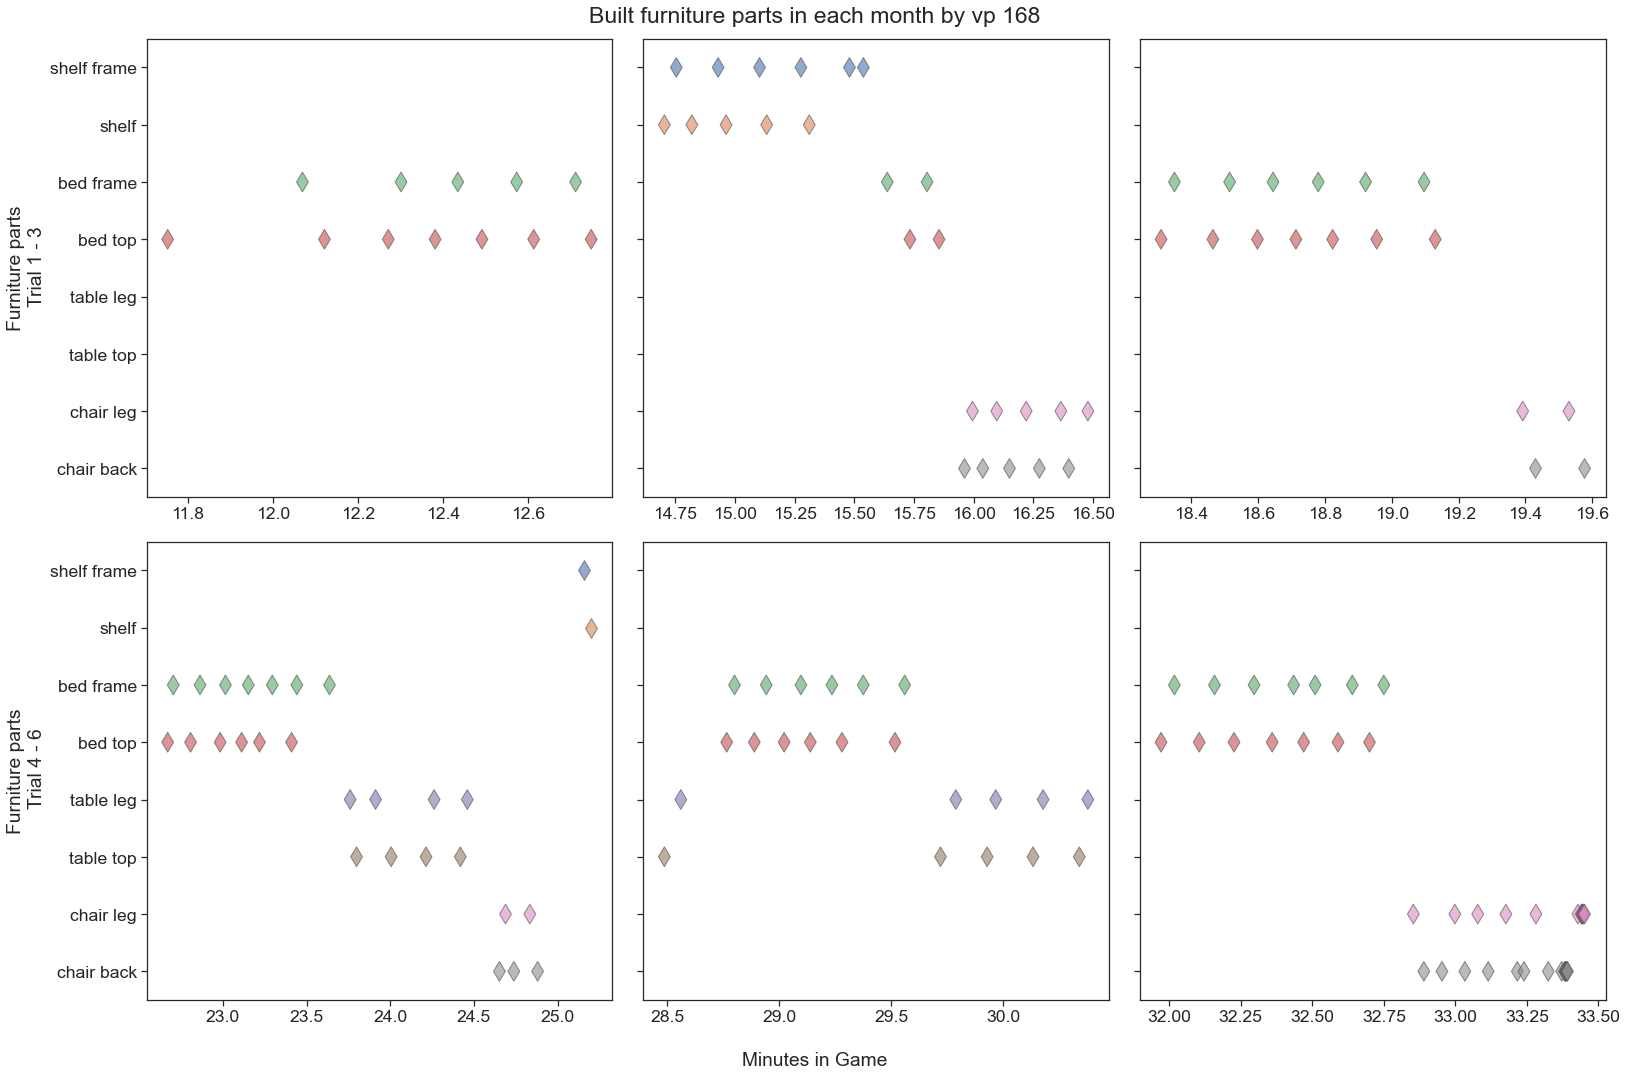 Built furniture parts in each month by vp 168
Furniture parts
Trial 1 - 3
shelf frame
shelf
bed frame
bed top
table leg
table top
chair leg
chair back
11.8 12.0 12.2 12.4 12.6
14.75 15.00 15.25 15.50 15.75 16.00 16.25 16.50
18.4 18.6 18.8 19.0 19.2 19.4 19.6
Furniture parts
Trial 4 - 6
shelf frame
shelf
bed frame
bed top
table leg
table top
chair leg
chair back
23.0 23.5 24.0 24.5 25.0
28.5 29.0 29.5 30.0
32.00 32.25 32.50 32.75 33.00 33.25 33.50
Minutes in Game